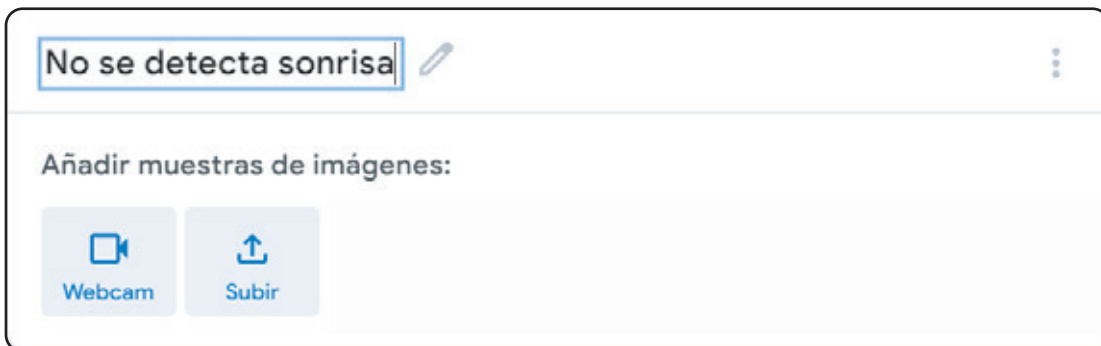 No se detecta sonrisa
Añadir muestras de imágenes:
Webcam Subir